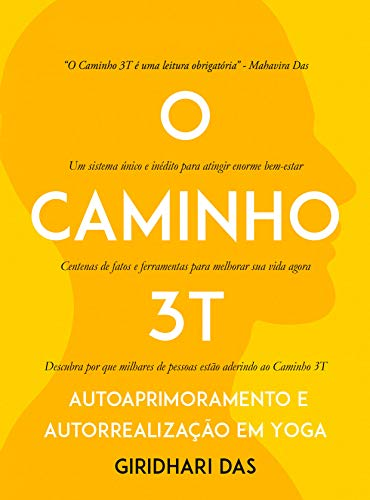 “O Caminho 3T é uma leitura obrigatória” - Mahavira Das
O
Um sistema único e inédito para atingir enorme bem-estar
CAMINHO
Centenas de fatos e ferramentas para melhorar sua vida agora
3T
Descubra por que milhares de pessoas estão aderindo ao Caminho 3T
AUTOAPRIMORAMENTO E
AUTORREALIZAÇÃO EM YOGA
GIRIDHARI DAS